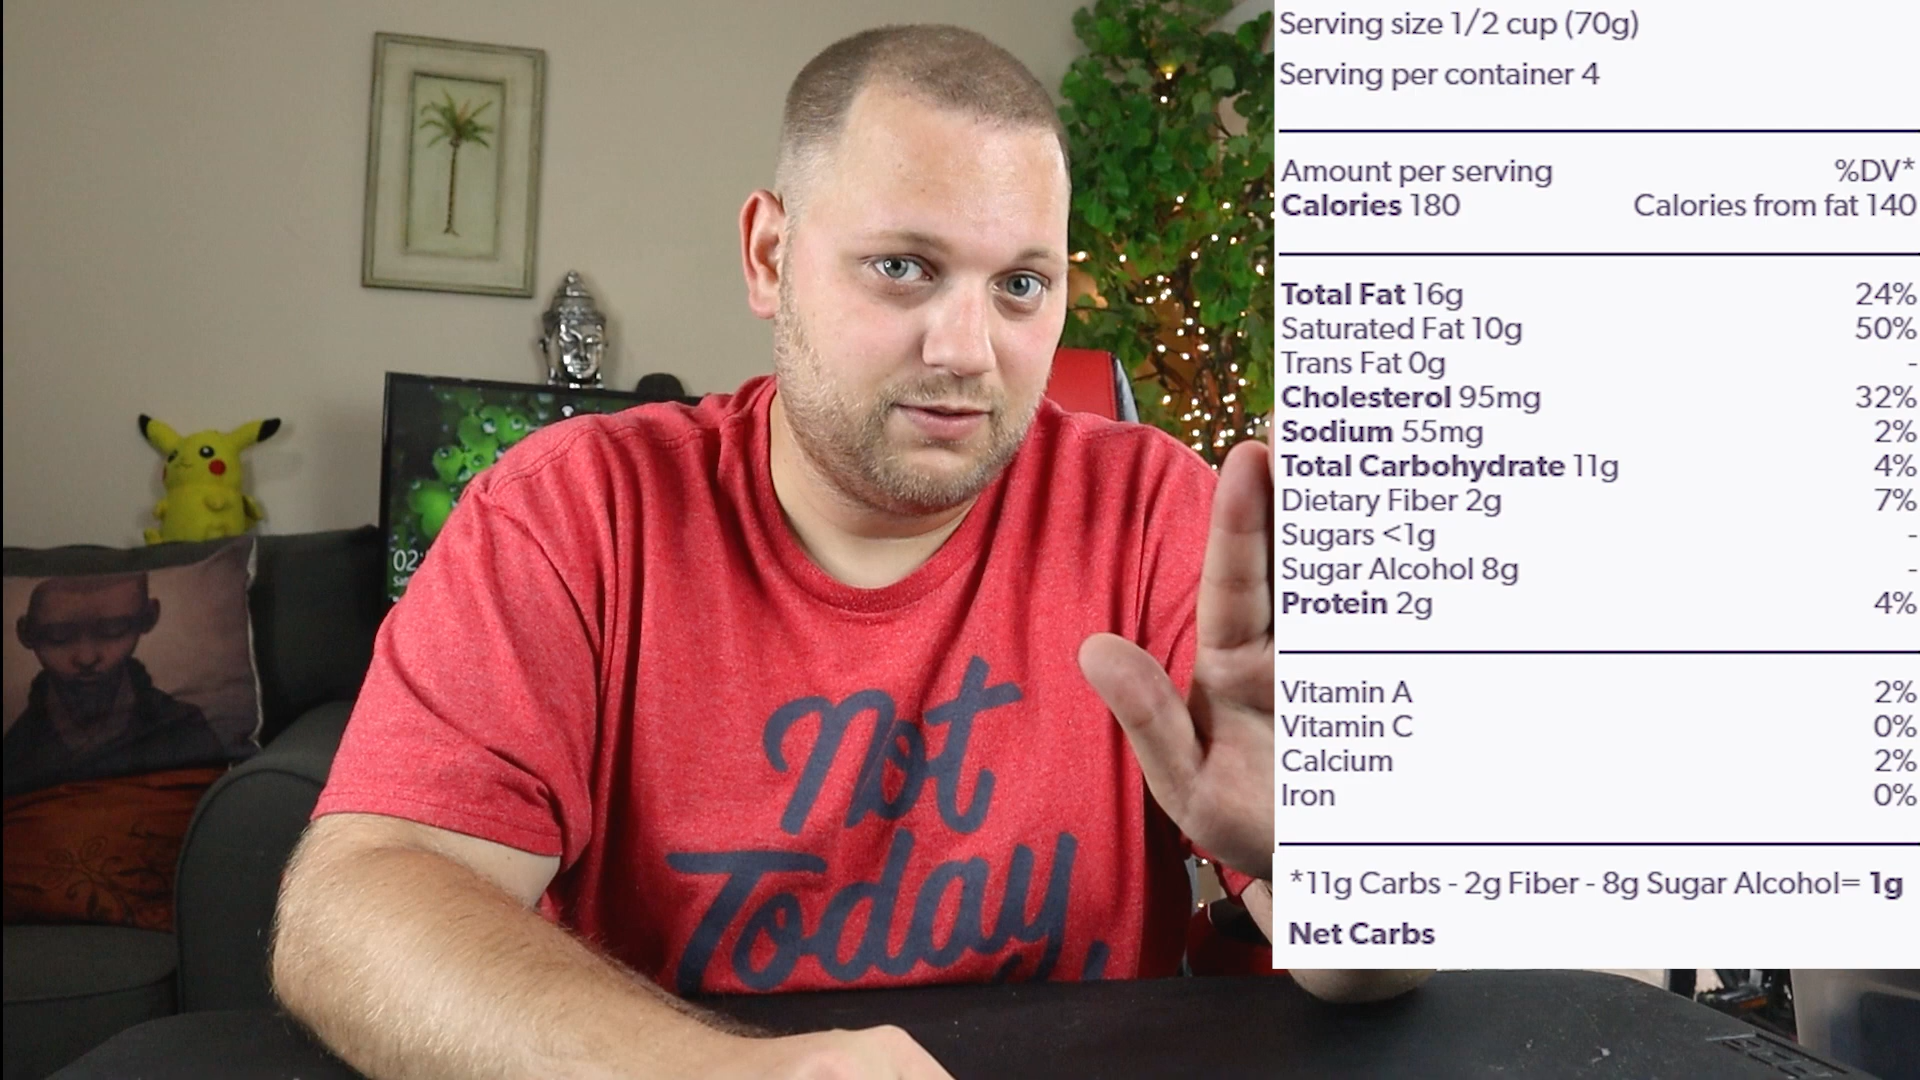 Serving size 1/2 cup (70g)
Serving per container 4
Amount per serving %DV*
Calories 180 Calories from fat 140
Total Fat 16g 24%
Saturated Fat 10g 50%
Trans Fat 0g -
Cholesterol 95mg 32%
Sodium 55mg 2%
Total Carbohydrate 11g 4%
Dietary Fiber 2g 7%
Sugars <1g -
Sugar Alcohol 8g -
Protein 2g 4%
Vitamin A 2%
Vitamin C 0%
Calcium 2%
Iron 0%
*11g Carbs - 2g Fiber - 8g Sugar Alcohol= 1g
Net Carbs
Not
Today,
02: